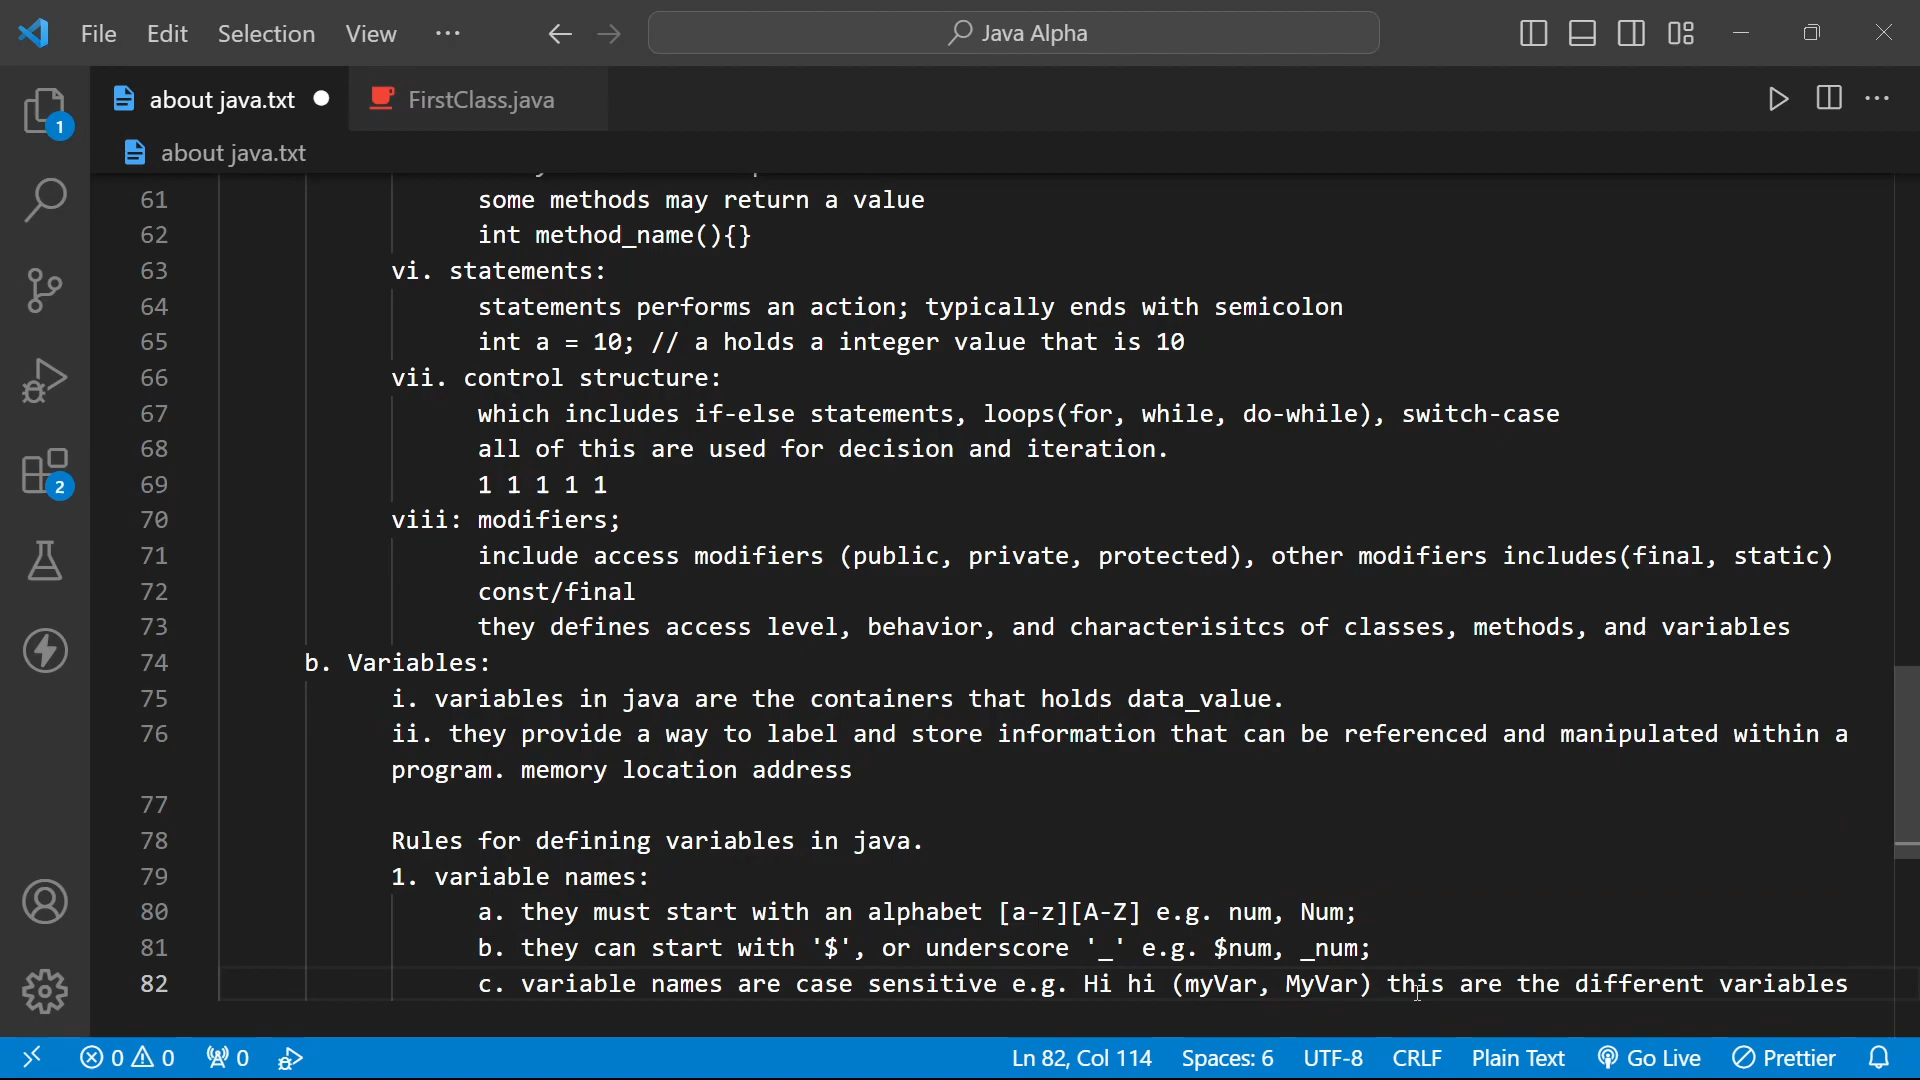 File Edit Selection View ··· Java Alpha
about java.txt FirstClass.java
about java.txt
61 some methods may return a value
62 int method_name(){}
63 vi. statements:
64 statements performs an action; typically ends with semicolon
65 int a = 10; // a holds a integer value that is 10
66 vii. control structure:
67 which includes if-else statements, loops(for, while, do-while), switch-case
68 all of this are used for decision and iteration.
69 1 1 1 1 1
70 viii: modifiers;
71 include access modifiers (public, private, protected), other modifiers includes(final, static)
72 const/final
73 they defines access level, behavior, and characterisitcs of classes, methods, and variables
74 b. Variables:
75 i. variables in java are the containers that holds data_value.
76 ii. they provide a way to label and store information that can be referenced and manipulated within a
program. memory location address
77
78 Rules for defining variables in java.
79 1. variable names:
80 a. they must start with an alphabet [a-z][A-Z] e.g. num, Num;
81 b. they can start with '$', or underscore '_' e.g. $num, _num;
82 c. variable names are case sensitive e.g. Hi hi (myVar, MyVar) this are the different variables
1
2
0 0 0 Ln 82, Col 114 Spaces: 6 UTF-8 CRLF Plain Text Go Live Prettier